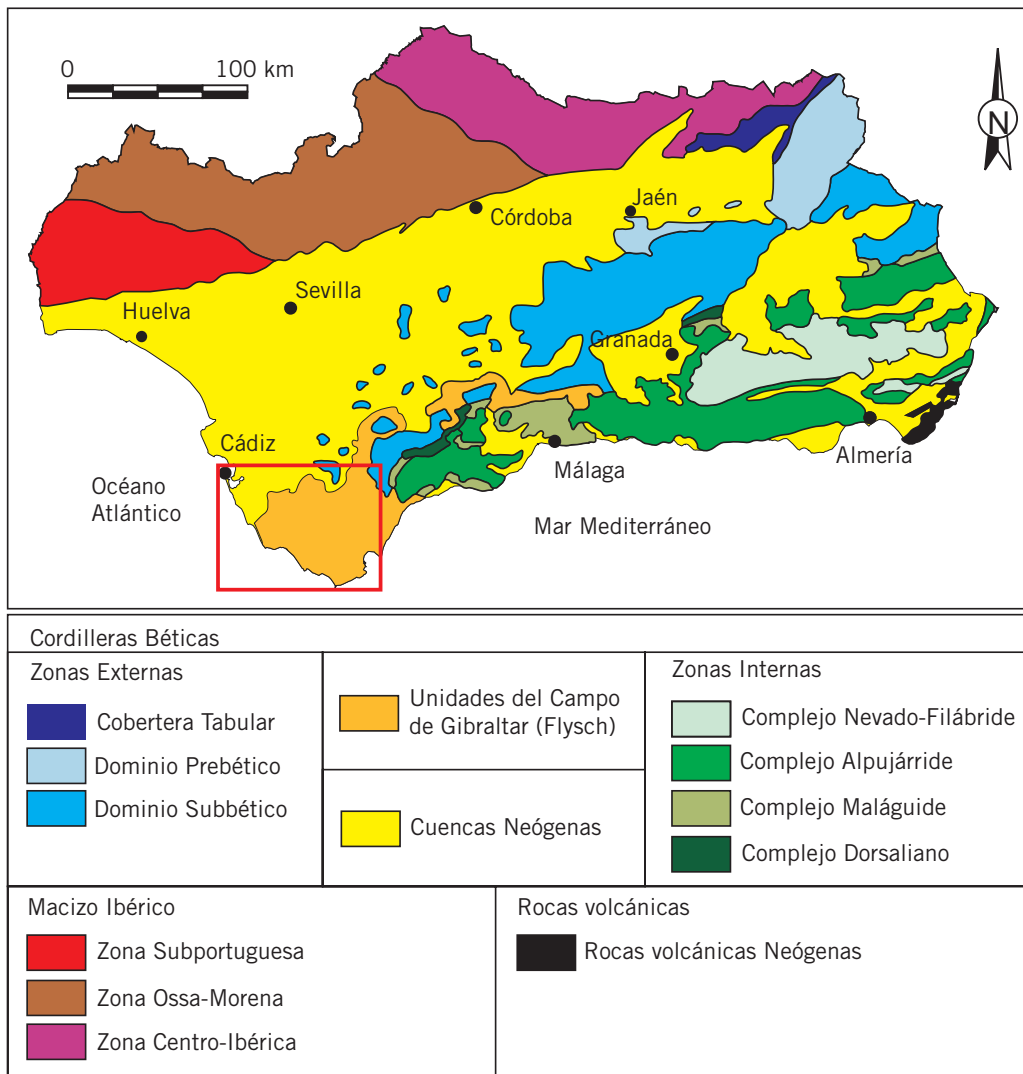 0
100 km
N
Córdoba
Jaén
Sevilla
Huelva
Granada
Cádiz
Málaga
Almería
Océano
Atlántico
Mar Mediterráneo
Cordilleras Béticas
Zonas Externas
Cobertera Tabular
Dominio Prebético
Dominio Subbético
Unidades del Campo
de Gibraltar (Flysch)
Cuencas Neógenas
Zonas Internas
Complejo Nevado-Filábride
Complejo Alpujárride
Complejo Maláguide
Complejo Dorsaliano
Macizo Ibérico
Zona Subportuguesa
Zona Ossa-Morena
Zona Centro-Ibérica
Rocas volcánicas
Rocas volcánicas Neógenas